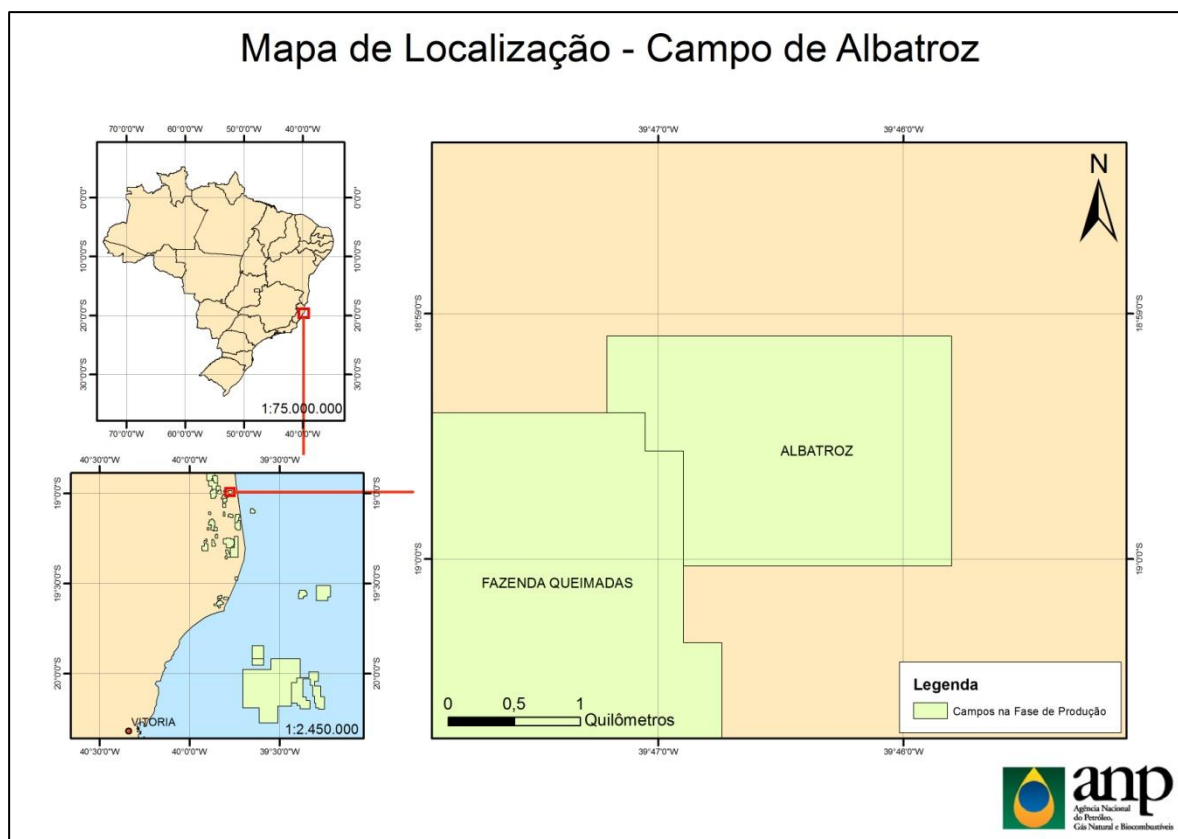 Mapa de Localização - Campo de Albatroz
70°0'0"W 60°0'0"W 50°0'0"W 40°0'0"W
0°0'0" 0°0'0"
10°0'0"S 10°0'0"S
20°0'0"S 20°0'0"S
30°0'0"S 30°0'0"S
1:75.000.000
70°0'0"W 60°0'0"W 50°0'0"W 40°0'0"W
40°30'0"W 40°0'0"W 39°30'0"W
19°0'0"S 19°0'0"S
19°30'0"S 19°30'0"S
20°0'0"S 20°0'0"S
VITORIA
1:2.450.000
40°30'0"W 40°0'0"W 39°30'0"W
39°47'0"W 39°46'0"W
N
18°59'0"S 18°59'0"S
ALBATROZ
19°0'0"S 19°0'0"S
FAZENDA QUEIMADAS
0 0,5 1
Quilômetros
Legenda
Campos na Fase de Produção
39°47'0"W 39°46'0"W
anp
Agência Nacional
do Petróleo,
Gás Natural e Biocombustíveis